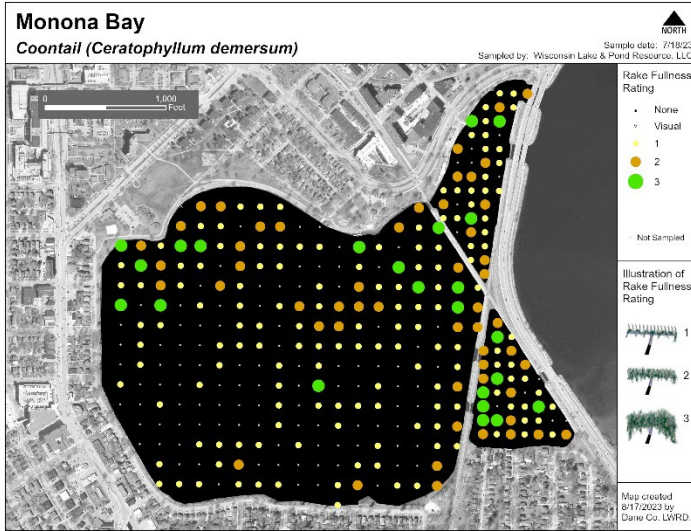 Monona Bay
Coontail (Ceratophyllum demersum)
NORTH
Sample date: 7/18/23
Sampled by: Wisconsin Lake & Pond Resource, LLC
0 1,000
Feet
Rake Fullness
Rating
None
Visual
1
2
3
Not Sampled
Illustration of
Rake Fullness
Rating
1
2
3
Map created
8/17/2023 by
Dane Co. LWRD.